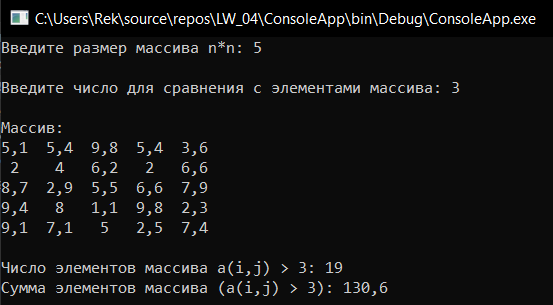 C:\Users\Rek\source\repos\LW_04\ConsoleApp\bin\Debug\ConsoleApp.exe
Введите размер массива n*n: 5
Введите число для сравнения с элементами массива: 3
Массив:
5,1 5,4 9,8 5,4 3,6
2 4 6,2 2 6,6
8,7 2,9 5,5 6,6 7,9
9,4 8 1,1 9,8 2,3
9,1 7,1 5 2,5 7,4
Число элементов массива a(i,j) > 3: 19
Сумма элементов массива (a(i,j) > 3): 130,6